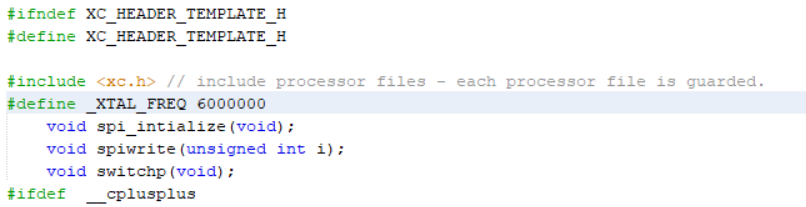 #ifndef XC_HEADER_TEMPLATE_H
#define XC_HEADER_TEMPLATE_H
#include <xc.h> // include processor files - each processor file is guarded.
#define _XTAL_FREQ 6000000
void spi_intialize(void);
void spiwrite(unsigned int i);
void switchp(void);
#ifdef __cplusplus